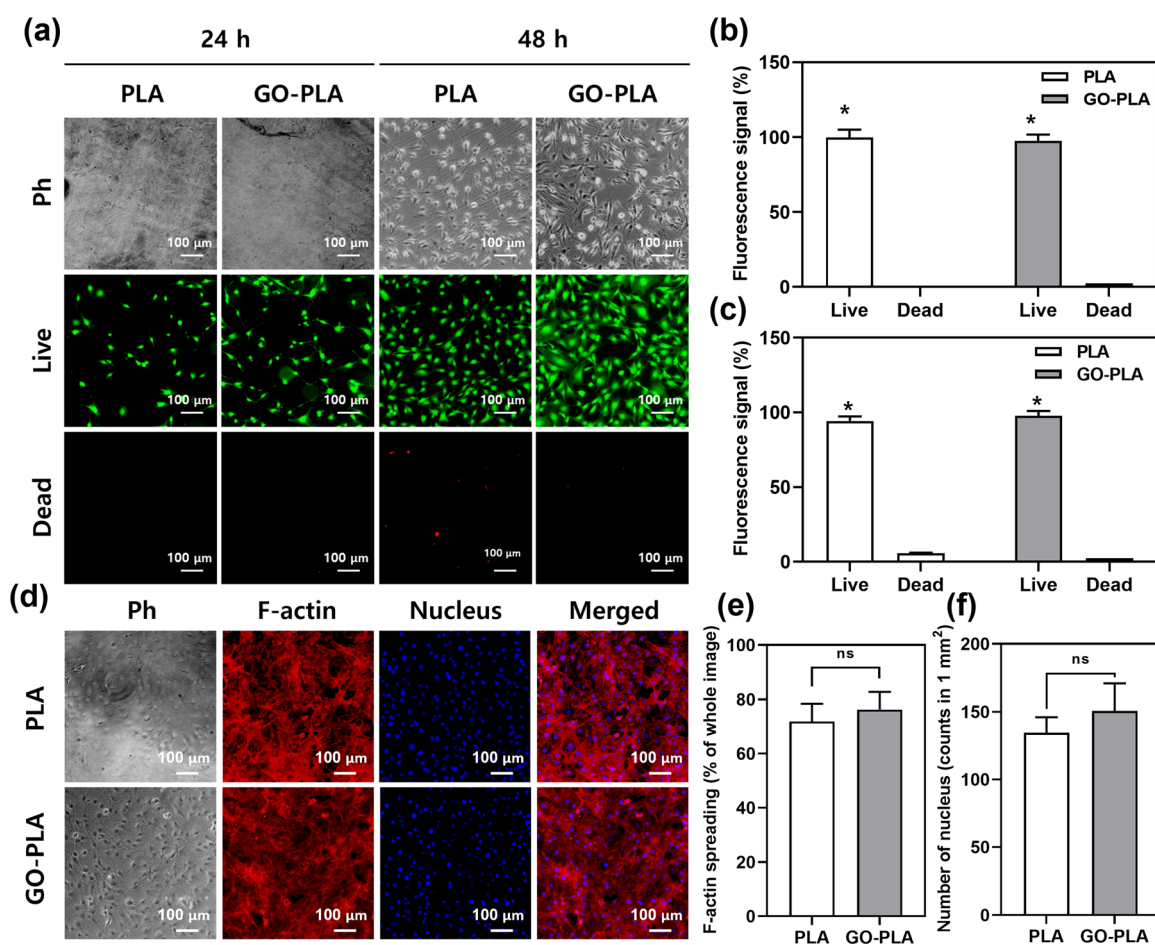 (a)
24 h 48 h
PLA GO-PLA PLA GO-PLA
Ph
100 μm 100 μm 100 μm 100 μm
Live
100 μm 100 μm 100 μm 100 μm
Dead
100 μm 100 μm 100 μm 100 μm
(b)
Fluorescence signal (%)
150
100
50
0
* *
PLA
GO-PLA
Live Dead Live Dead
(c)
Fluorescence signal (%)
150
100
50
0
* *
PLA
GO-PLA
Live Dead Live Dead
(d)
Ph F-actin Nucleus Merged
PLA
100 μm 100 μm 100 μm 100 μm
GO-PLA
100 μm 100 μm 100 μm 100 μm
(e)
F-actin spreading (% of whole image)
100
80
60
40
20
0
ns
PLA GO-PLA
(f)
Number of nucleus (counts in 1 mm²)
200
150
100
50
0
ns
PLA GO-PLA